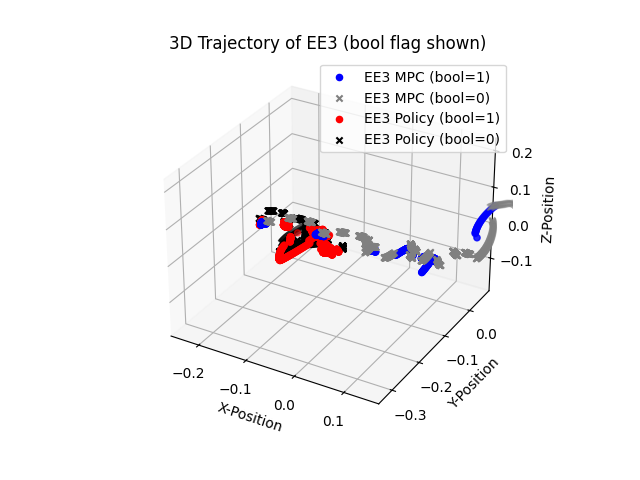 3D Trajectory of EE3 (bool flag shown)
EE3 MPC (bool=1)
EE3 MPC (bool=0)
EE3 Policy (bool=1)
EE3 Policy (bool=0)
0.2
0.1
0.0
−0.1
Z-Position
0.0
−0.1
−0.2
−0.3
Y-Position
−0.2
−0.1
0.0
0.1
X-Position